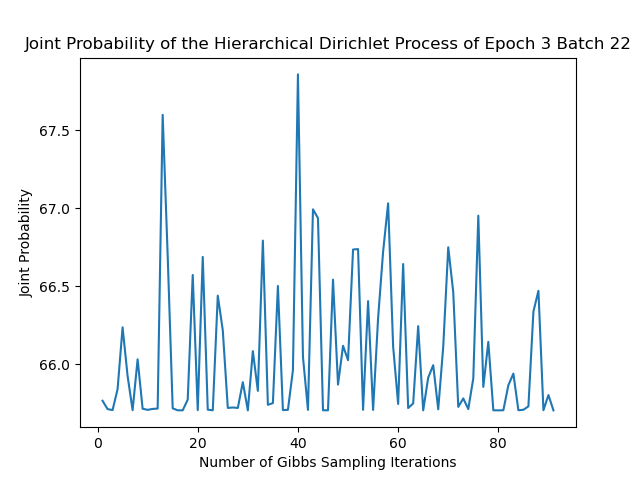 Joint Probability of the Hierarchical Dirichlet Process of Epoch 3 Batch 22
67.5
67.0
66.5
66.0
Joint Probability
0 20 40 60 80
Number of Gibbs Sampling Iterations